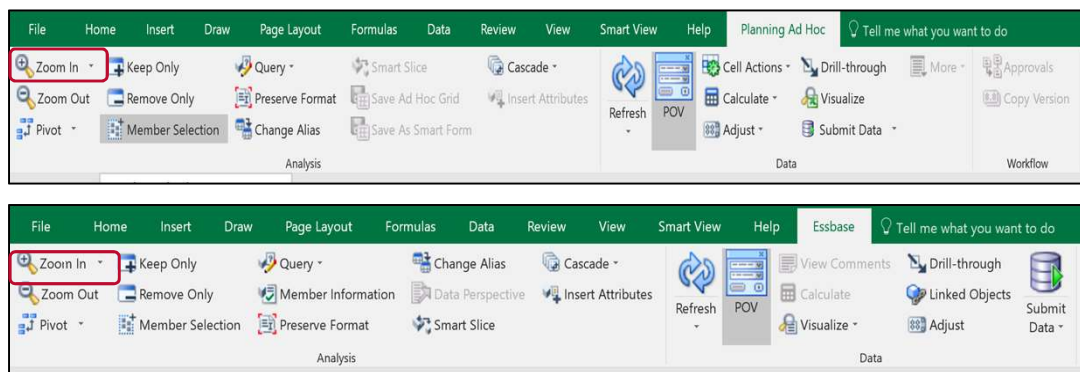 File Home Insert Draw Page Layout Formulas Data Review View Smart View Help Planning Ad Hoc Tell me what you want to do
Zoom In Keep Only Query Smart Slice Cascade Cell Actions Drill-through More Approvals
Zoom Out Remove Only Preserve Format Save Ad Hoc Grid Insert Attributes Refresh POV Calculate Visualize Copy Version
Pivot Member Selection Change Alias Save As Smart Form Adjust Submit Data
Analysis Data Workflow
File Home Insert Draw Page Layout Formulas Data Review View Smart View Help Essbase Tell me what you want to do
Zoom In Keep Only Query Change Alias Cascade View Comments Drill-through
Zoom Out Remove Only Member Information Data Perspective Insert Attributes Refresh POV Calculate Linked Objects Submit Data
Pivot Member Selection Preserve Format Smart Slice Visualize Adjust
Analysis Data